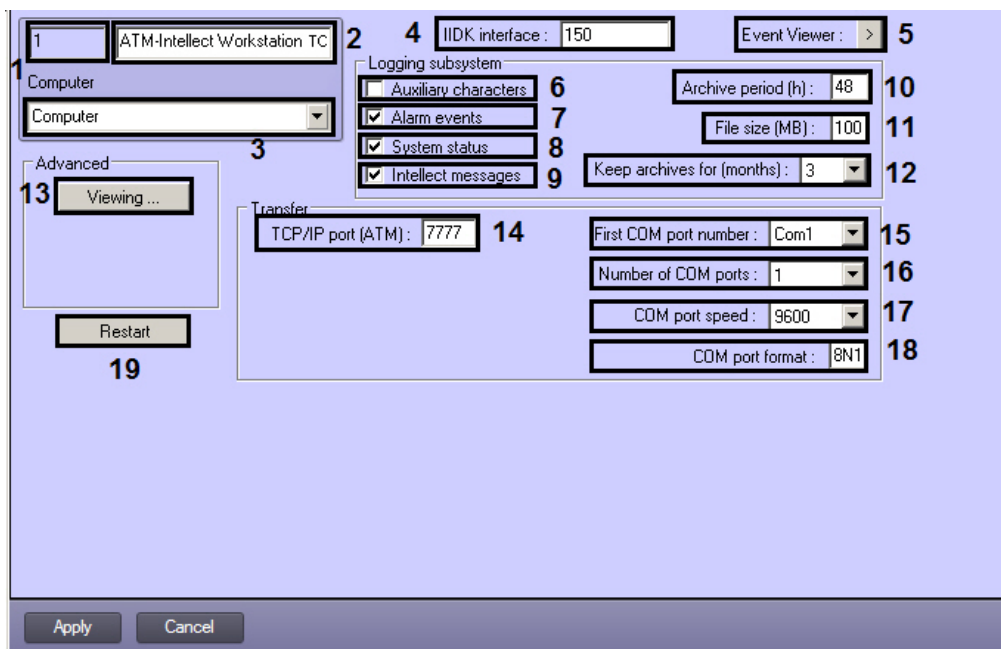 1 ATM-Intellect Workstation TC 2 4 IIDK interface : 150 Event Viewer : > 5
1 Logging subsystem
Computer Auxiliary characters 6 Archive period (h) : 48 10
Computer 3 Alarm events 7 File size (MB) : 100 11
System status 8
Advanced Intellect messages 9 Keep archives for (months) : 3 12
13 Viewing ...
Transfer
TCP/IP port (ATM) : 7777 14 First COM port number : Com1 15
Number of COM ports : 1 16
Restart COM port speed : 9600 17
19 COM port format : 8N1 18
Apply Cancel